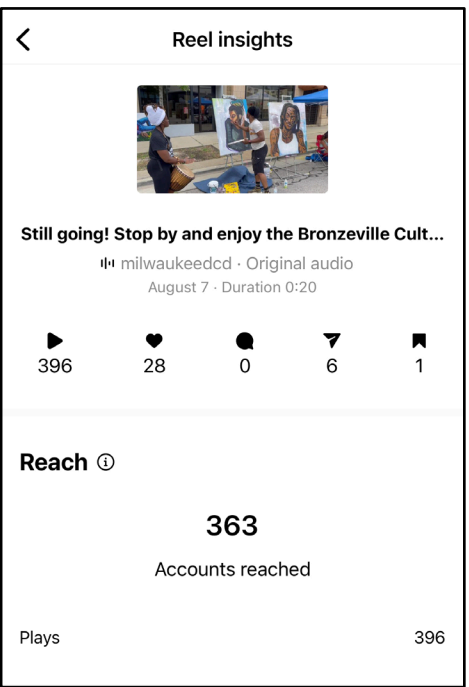 Reel insights
Still going! Stop by and enjoy the Bronzeville Cult...
milwaukeedcd · Original audio
August 7 · Duration 0:20
396 28 0 6 1
Reach
363
Accounts reached
Plays 396